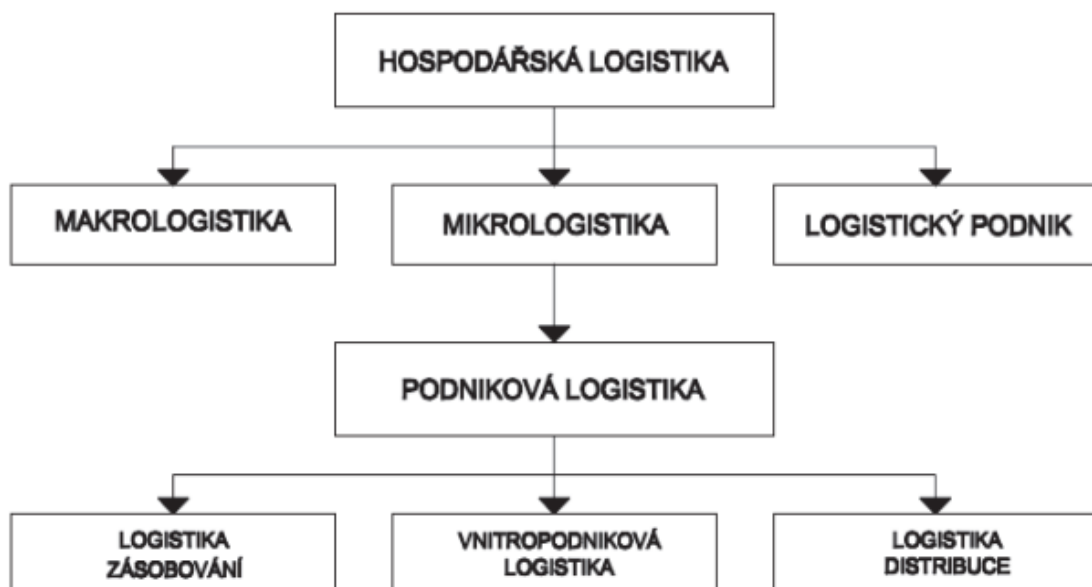 HOSPODÁŘSKÁ LOGISTIKA
MAKROLOGISTIKA
MIKROLOGISTIKA
LOGISTICKÝ PODNIK
PODNIKOVÁ LOGISTIKA
LOGISTIKA
ZÁSOBOVÁNÍ
VNITROPODNIKOVÁ
LOGISTIKA
LOGISTIKA
DISTRIBUCE